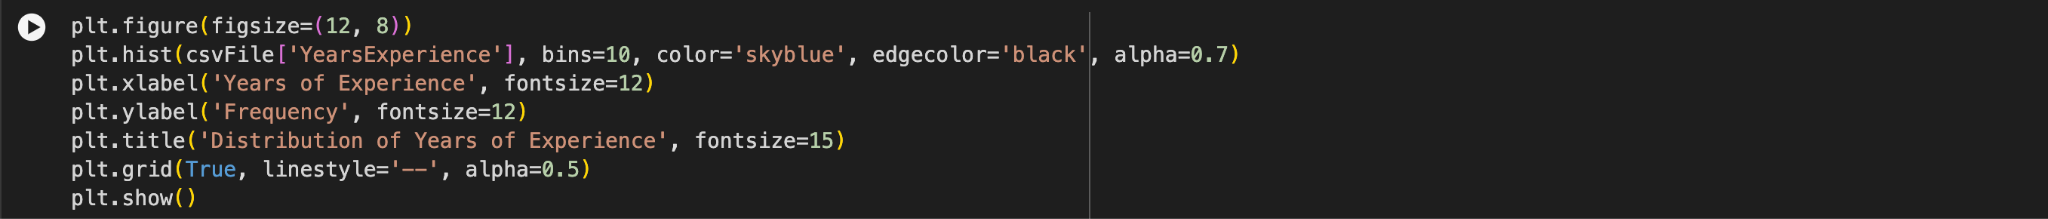 plt.figure(figsize=(12, 8))
plt.hist(csvFile['YearsExperience'], bins=10, color='skyblue', edgecolor='black', alpha=0.7)
plt.xlabel('Years of Experience', fontsize=12)
plt.ylabel('Frequency', fontsize=12)
plt.title('Distribution of Years of Experience', fontsize=15)
plt.grid(True, linestyle='--', alpha=0.5)
plt.show()